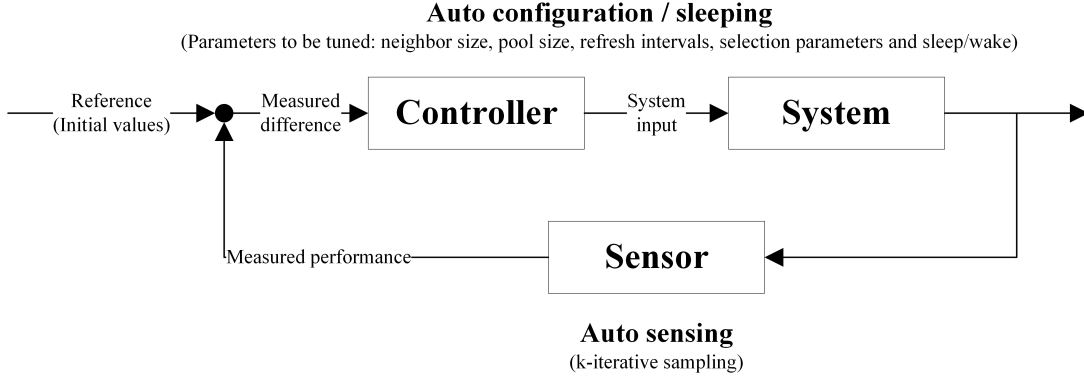 Auto configuration / sleeping
(Parameters to be tuned: neighbor size, pool size, refresh intervals, selection parameters and sleep/wake)
Reference
(Initial values)
Measured
difference
Controller
System
input
System
Measured performance
Sensor
Auto sensing
(k-iterative sampling)